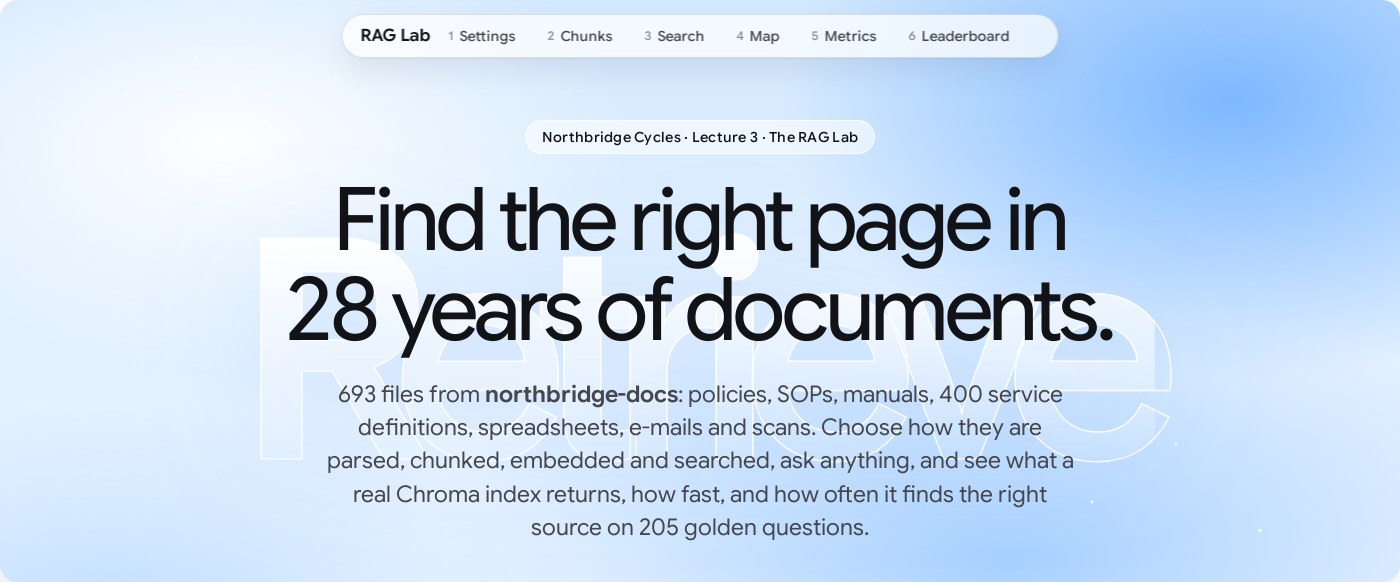 RAG Lab 1 Settings 2 Chunks 3 Search 4 Map 5 Metrics 6 Leaderboard
Northbridge Cycles · Lecture 3 · The RAG Lab
Find the right page in
28 years of documents.
Retrieve
693 files from northbridge-docs: policies, SOPs, manuals, 400 service
definitions, spreadsheets, e-mails and scans. Choose how they are
parsed, chunked, embedded and searched, ask anything, and see what a
real Chroma index returns, how fast, and how often it finds the right
source on 205 golden questions.